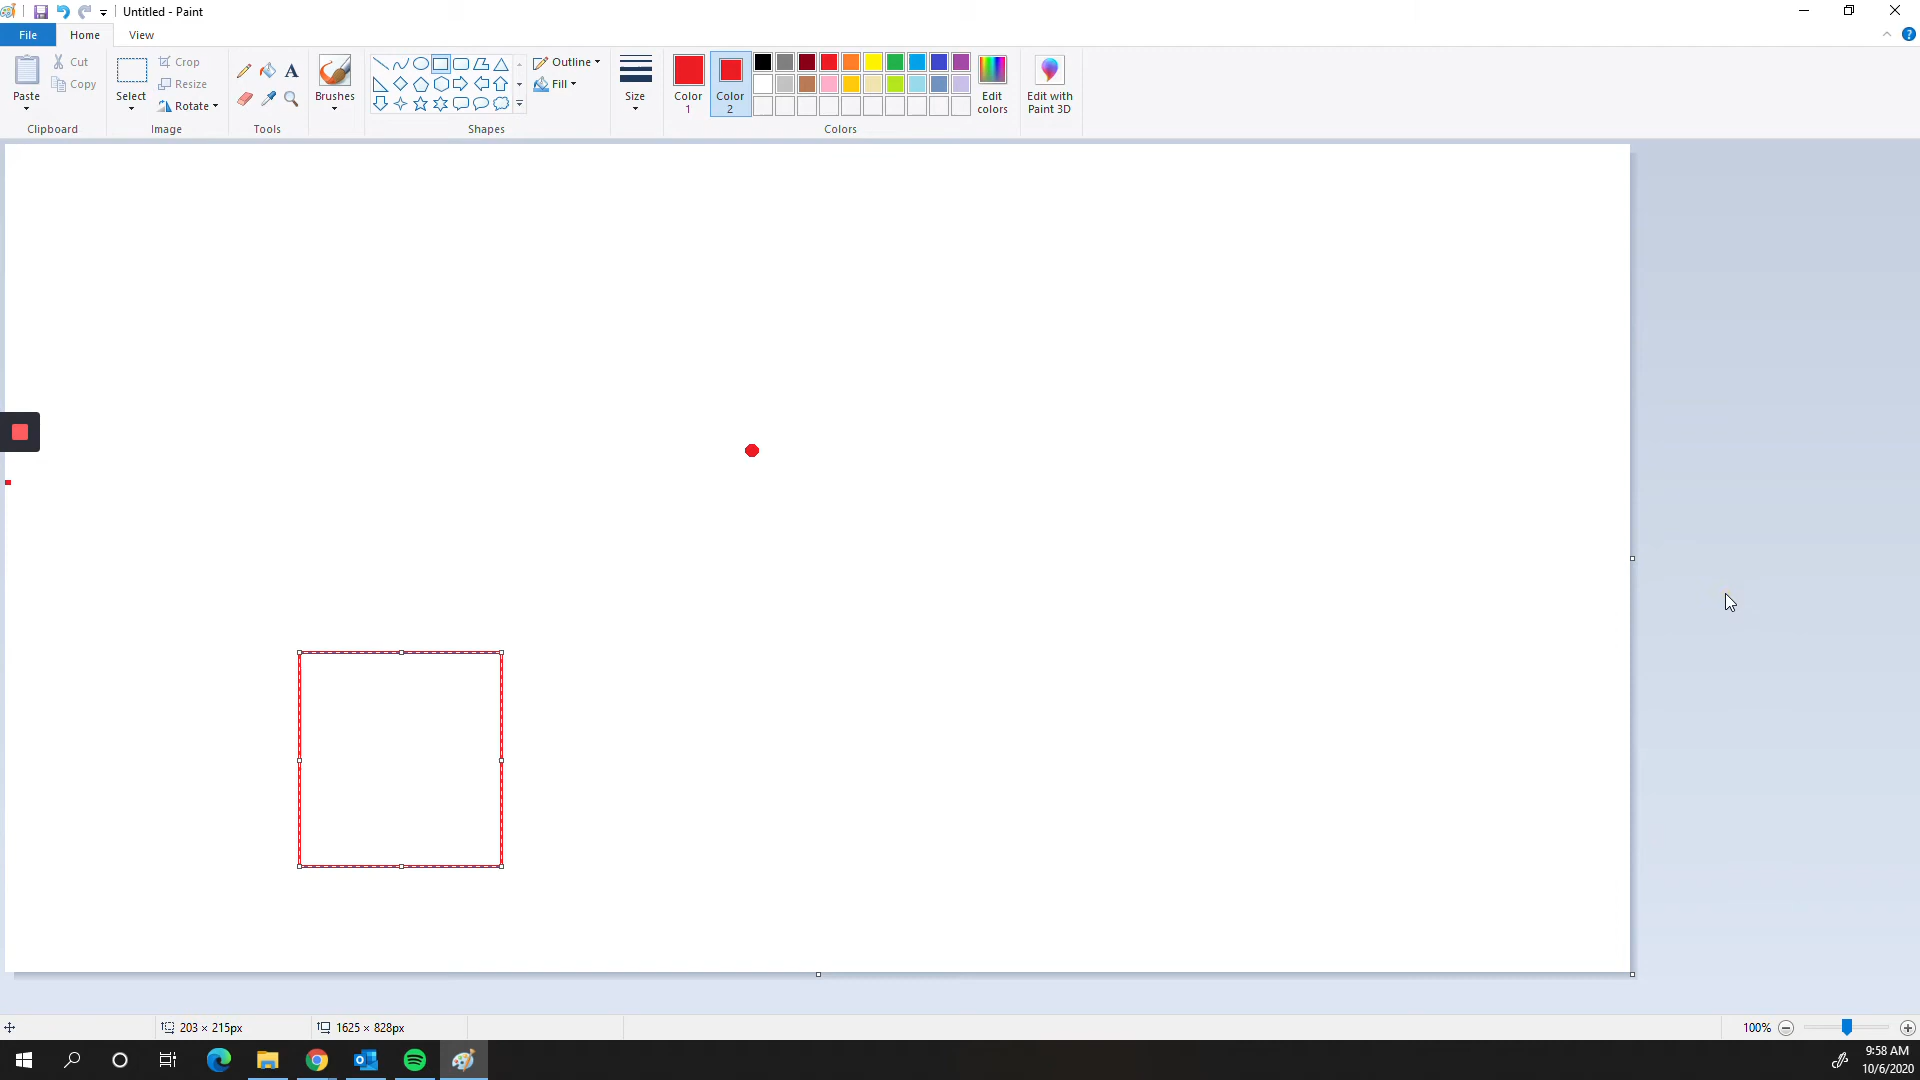 Untitled - Paint
File Home View
Paste
Cut
Copy
Clipboard
Select
Crop
Resize
Rotate
Image
A
Tools
Brushes
Outline
Fill
Shapes
Size
Color 1
Color 2
Edit colors
Colors
Edit with Paint 3D
203 × 215px
1625 × 828px
100%
9:58 AM
10/6/2020